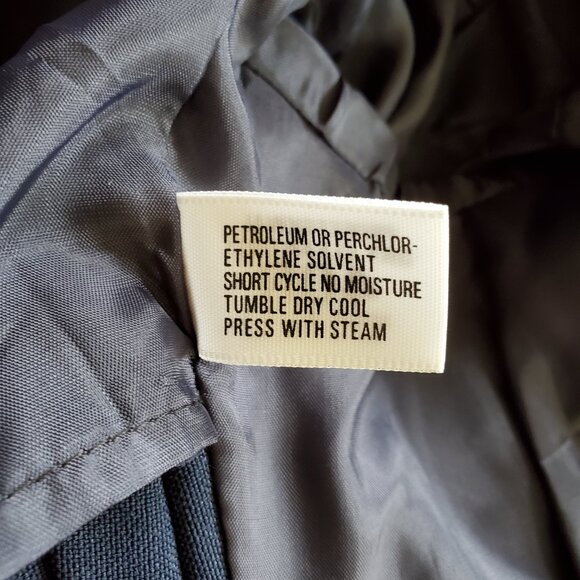 PETROLEUM OR PERCHLOR-
ETHYLENE SOLVENT
SHORT CYCLE NO MOISTURE
TUMBLE DRY COOL
PRESS WITH STEAM